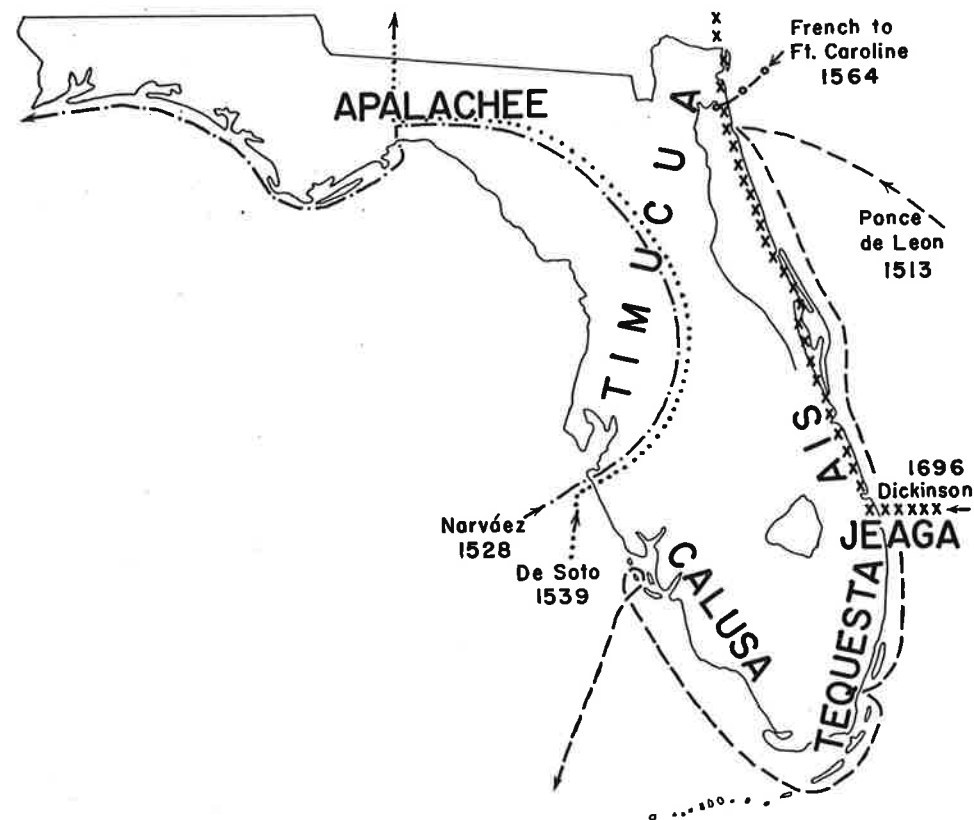 French to
Ft. Caroline
1564
APALACHEE
TIMUCUA
Ponce
de Leon
1513
AIS
1696
Dickinson
JEAGA
Narváez
1528
De Soto
1539
CALUSA
TEQUESTA